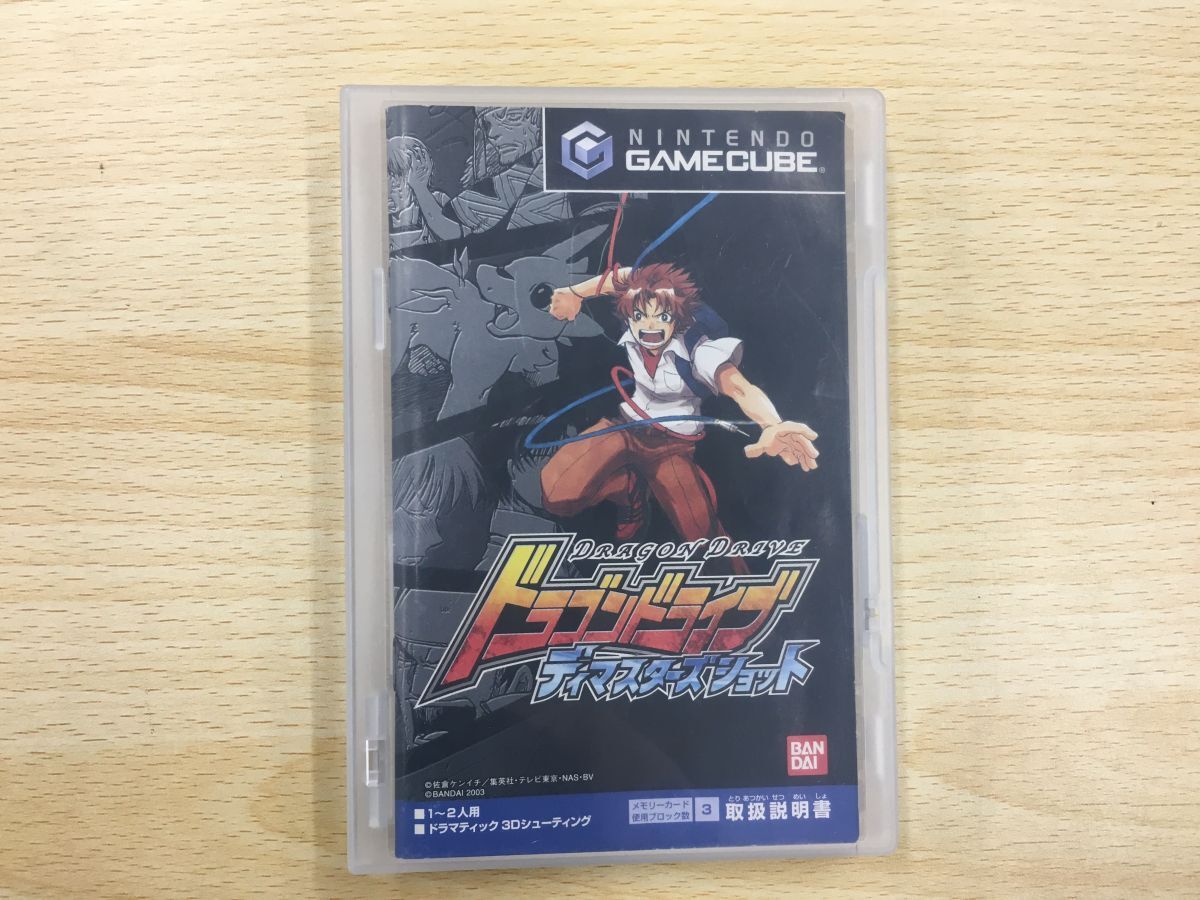 NINTENDO
GAMECUBE®
DRAGON DRIVE
ドラゴンドライブ
ディマスターズショット
BAN
DAI
©佐倉ケンイチ／集英社・テレビ東京・NAS・BV
©BANDAI 2003
■1〜2人用
■ドラマティック 3Dシューティング
メモリーカード
使用ブロック数
3
とりあつかいせつめいしょ
取扱説明書